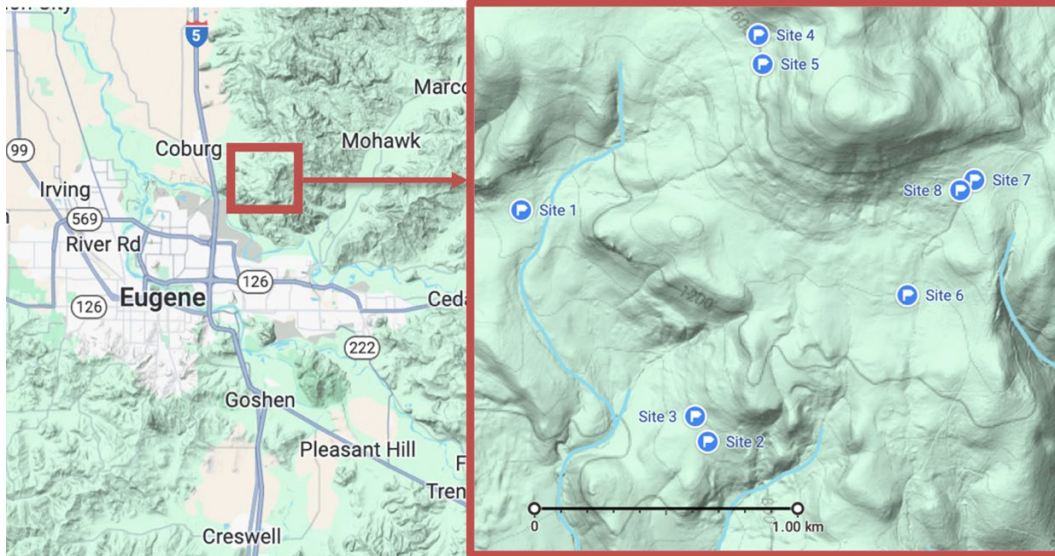 5
Marco
Mohawk
Coburg
99
Irving
569
River Rd
126
126
Eugene
Ceda
222
Goshen
Pleasant Hill
Tren
Creswell
Site 4
Site 5
Site 7
Site 8
Site 1
Site 6
1200
Site 3
Site 2
0
1.00 km